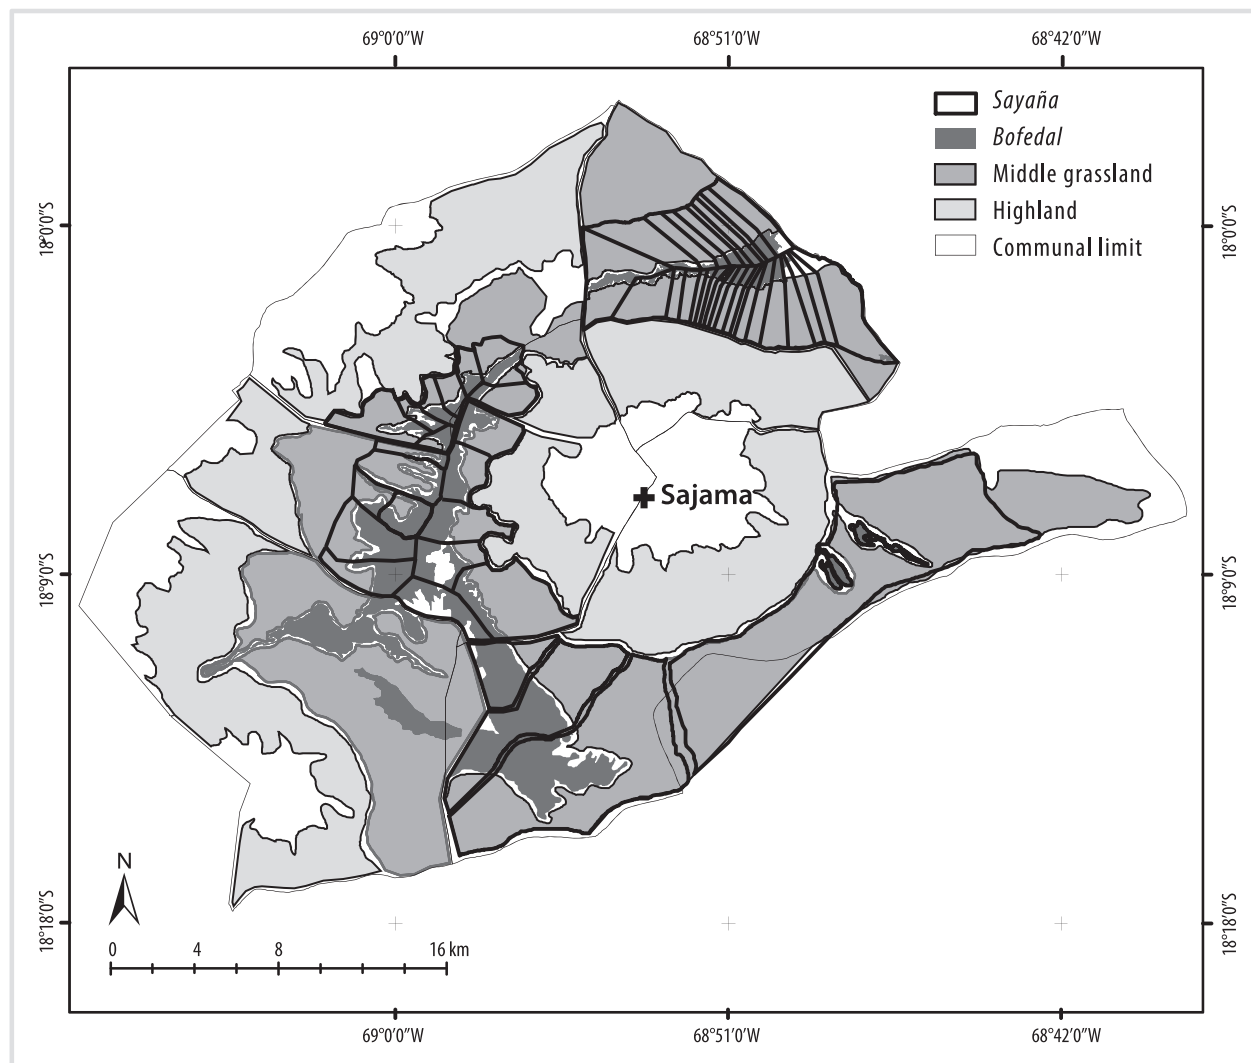 69°0'0"W 68°51'0"W 68°42'0"W
Sayaña
Bofedal
Middle grassland
Highland
Communal limit
18°0'0"S 18°0'0"S
Sajama
18°9'0"S 18°9'0"S
N
18°18'0"S 18°18'0"S
0 4 8 16 km
69°0'0"W 68°51'0"W 68°42'0"W